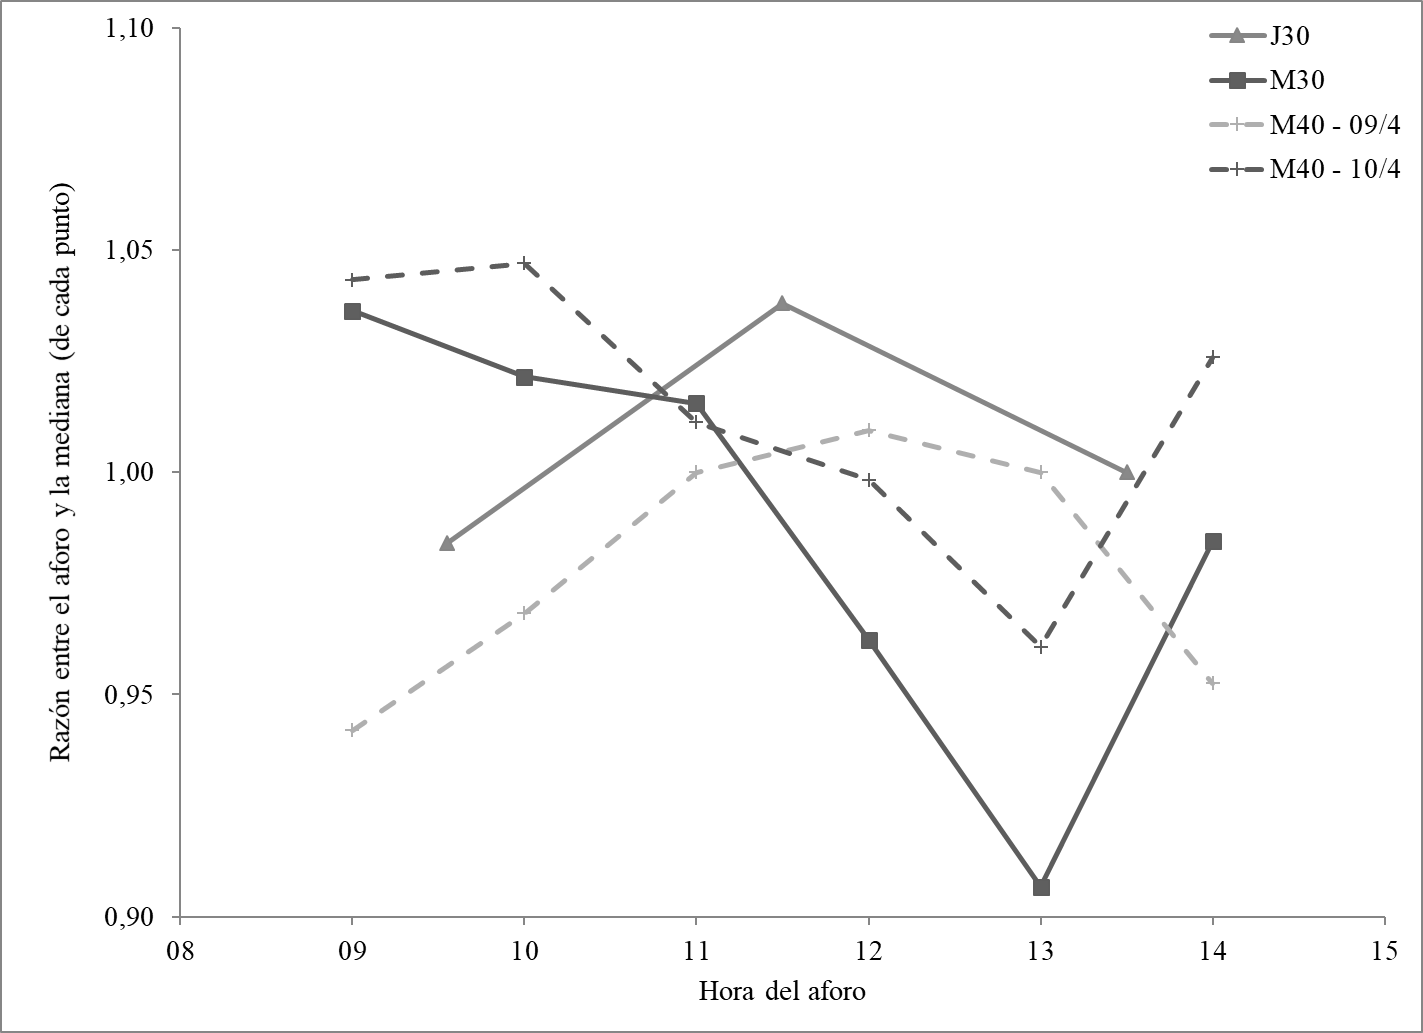 1,10
1,05
1,00
0,95
0,90
Razón entre el aforo y la mediana (de cada punto)
08 09 10 11 12 13 14 15
Hora del aforo
J30
M30
M40 - 09/4
M40 - 10/4